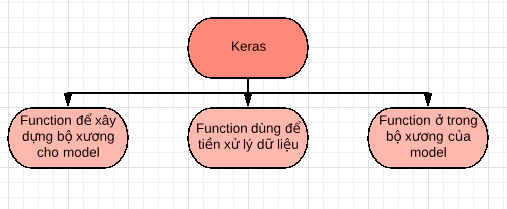 Keras
Function để xây
dựng bộ xương
cho model
Function dùng để
tiền xử lý dữ liệu
Function ở trong
bộ xương của
model